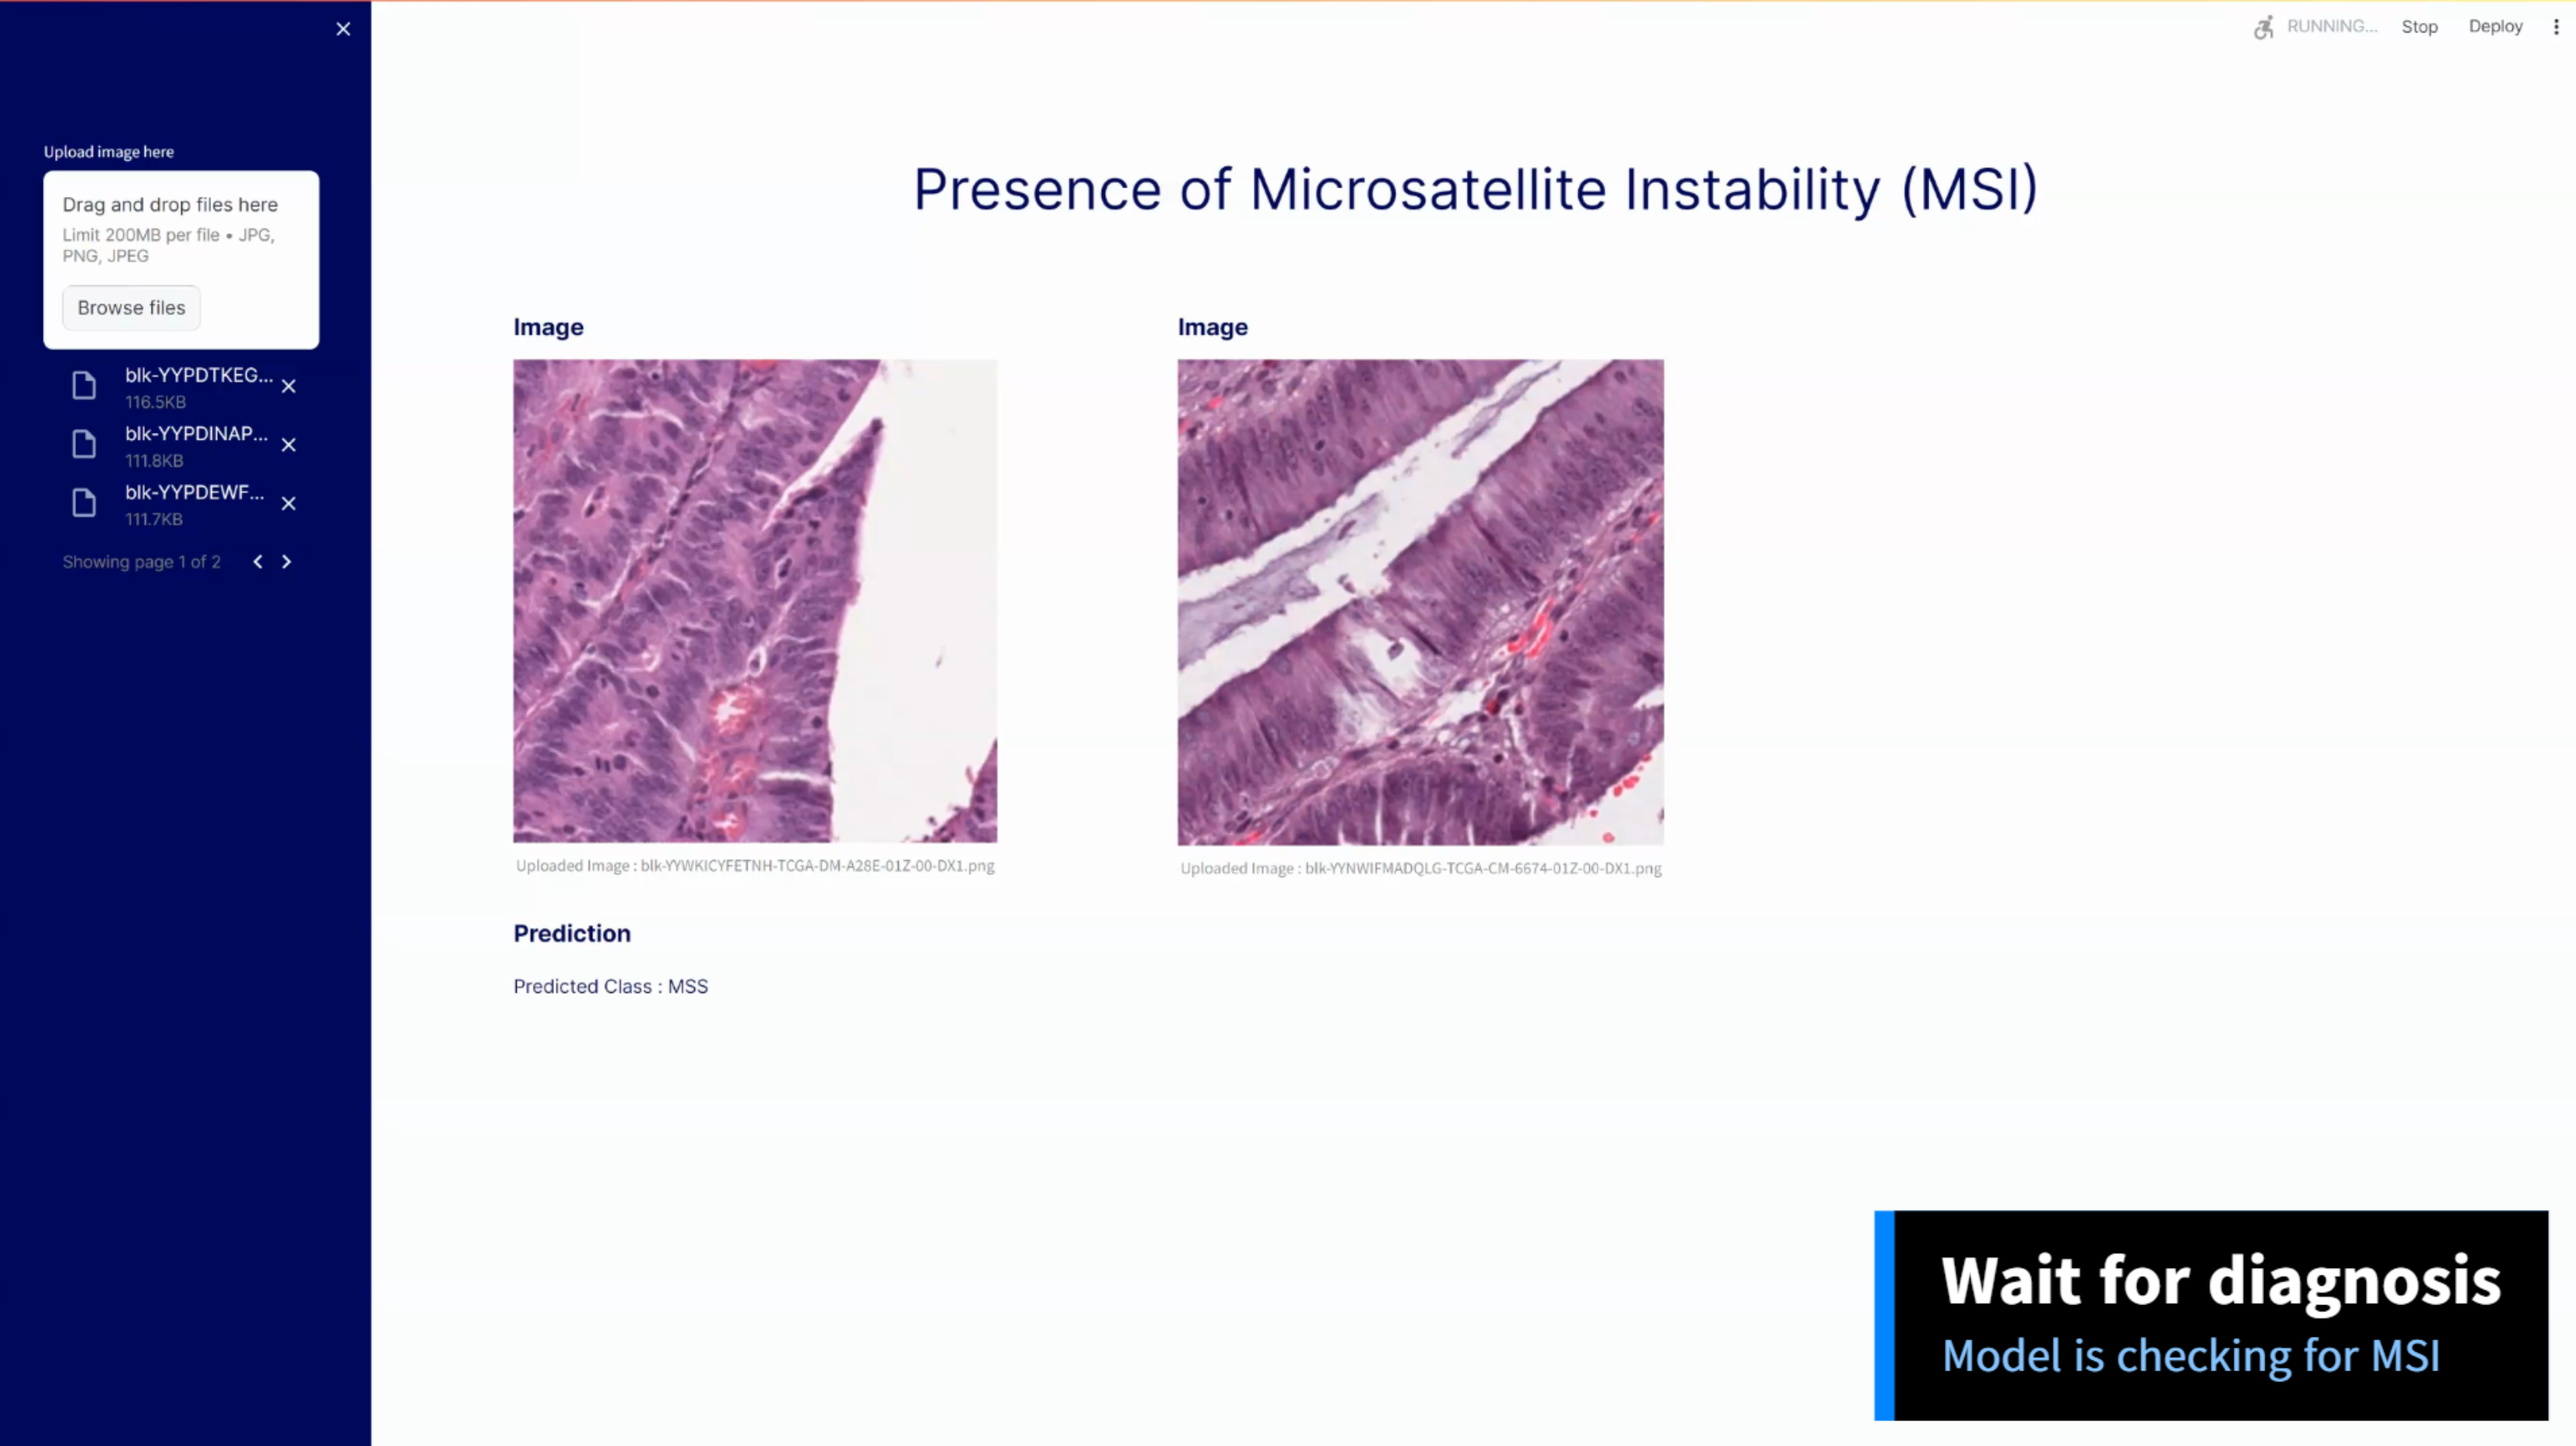 RUNNING...
Stop
Deploy
Upload image here
Drag and drop files here
Limit 200MB per file • JPG,
PNG, JPEG
Browse files
blk-YYPDTKEG...
116.5KB
blk-YYPDINAP...
111.8KB
blk-YYPDEWF...
111.7KB
Showing page 1 of 2
Presence of Microsatellite Instability (MSI)
Image
Uploaded Image : blk-YYWKICYFETNH-TCGA-DM-A28E-01Z-00-DX1.png
Prediction
Predicted Class : MSS
Image
Uploaded Image : blk-YYNWIFMADQLG-TCGA-CM-6674-01Z-00-DX1.png
Wait for diagnosis
Model is checking for MSI